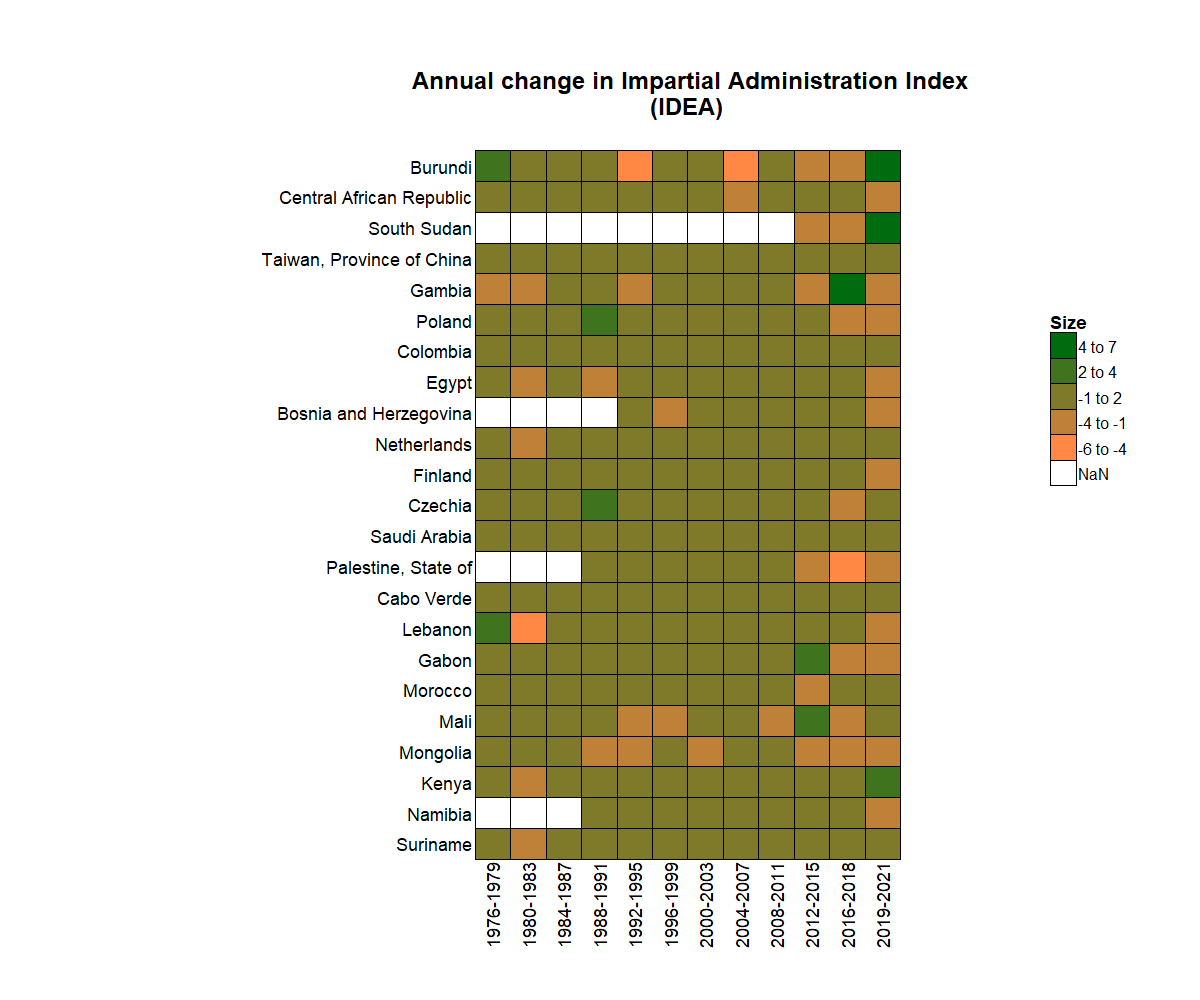 Annual change in Impartial Administration Index
(IDEA)
Burundi
Central African Republic
South Sudan
Taiwan, Province of China
Gambia
Poland
Colombia
Egypt
Bosnia and Herzegovina
Netherlands
Finland
Czechia
Saudi Arabia
Palestine, State of
Cabo Verde
Lebanon
Gabon
Morocco
Mali
Mongolia
Kenya
Namibia
Suriname
1976-1979
1980-1983
1984-1987
1988-1991
1992-1995
1996-1999
2000-2003
2004-2007
2008-2011
2012-2015
2016-2018
2019-2021
Size
4 to 7
2 to 4
-1 to 2
-4 to -1
-6 to -4
NaN